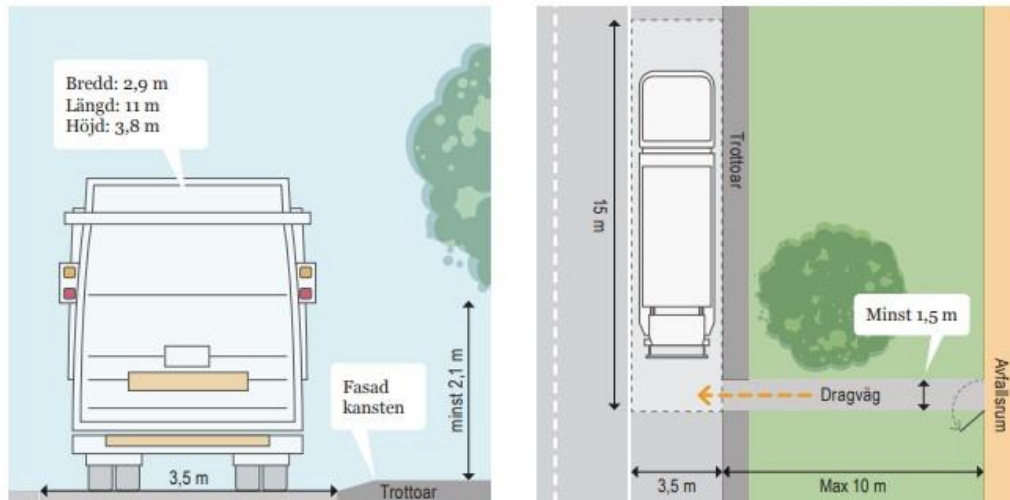 Bredd: 2,9 m
Längd: 11 m
Höjd: 3,8 m
Fasad
kansten
minst 2,1 m
3,5 m
Trottoar
15 m
Trottoar
Minst 1,5 m
Dragväg
Avfallsrum
3,5 m
Max 10 m